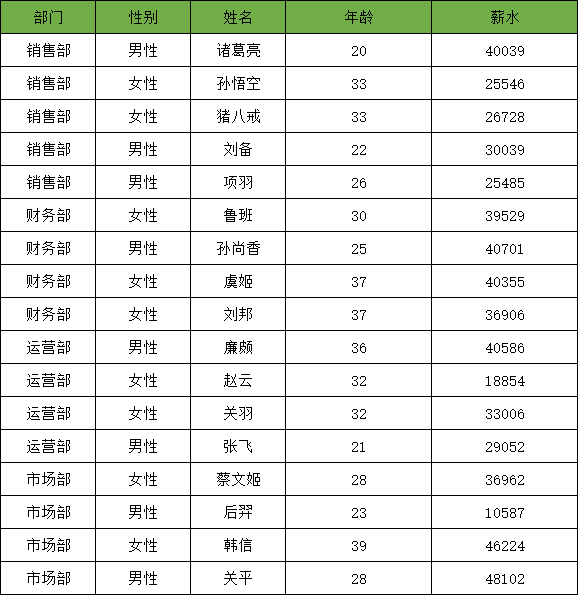 部门 性别 姓名 年龄 薪水
销售部 男性 诸葛亮 20 40039
销售部 女性 孙悟空 33 25546
销售部 女性 猪八戒 33 26728
销售部 男性 刘备 22 30039
销售部 男性 项羽 26 25485
财务部 女性 鲁班 30 39529
财务部 男性 孙尚香 25 40701
财务部 女性 虞姬 37 40355
财务部 女性 刘邦 37 36906
运营部 男性 廉颇 36 40586
运营部 女性 赵云 32 18854
运营部 女性 关羽 32 33006
运营部 男性 张飞 21 29052
市场部 女性 蔡文姬 28 36962
市场部 男性 后羿 23 10587
市场部 女性 韩信 39 46224
市场部 男性 关平 28 48102